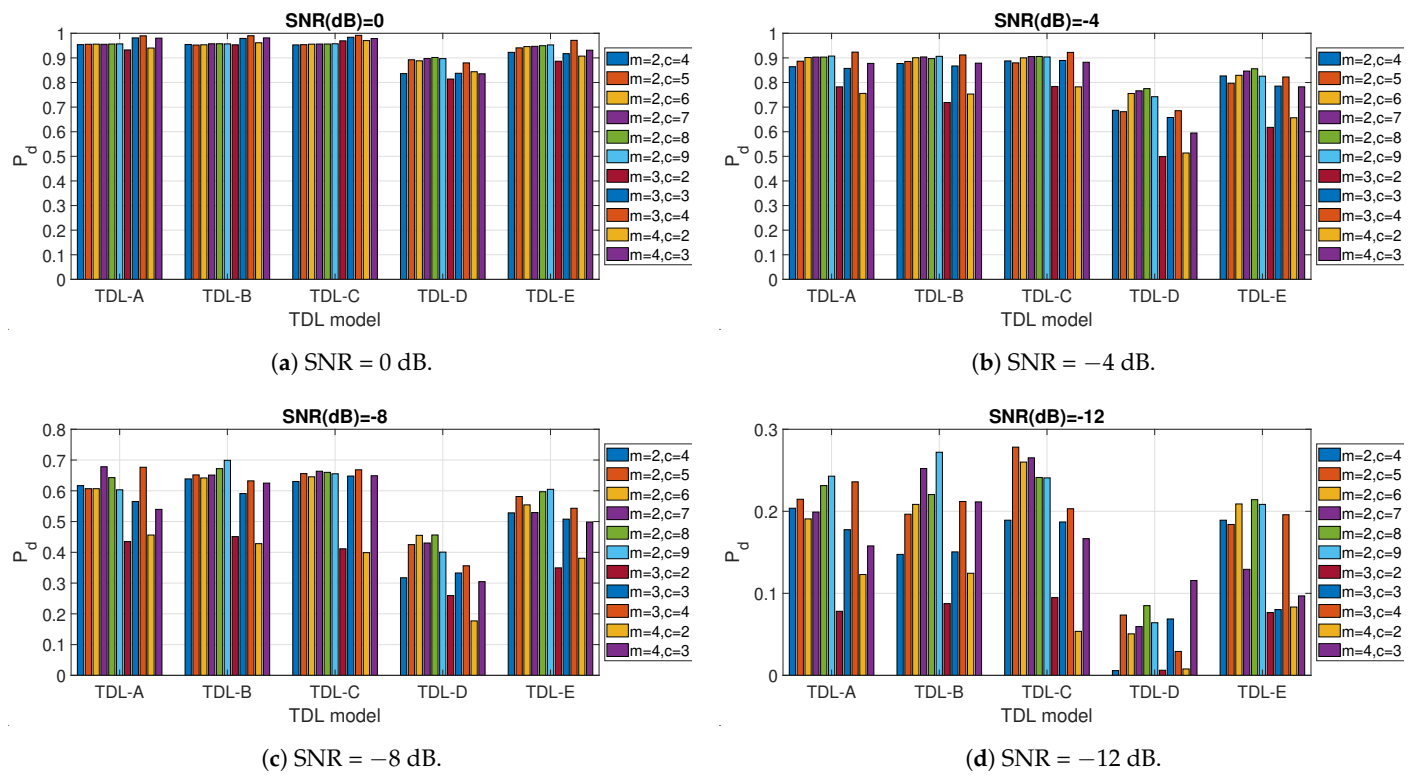 SNR(dB)=0
1
0.9
0.8
0.7
0.6
0.5
0.4
0.3
0.2
0.1
0
P_d
TDL-A TDL-B TDL-C TDL-D TDL-E
TDL model
m=2,c=4
m=2,c=5
m=2,c=6
m=2,c=7
m=2,c=8
m=2,c=9
m=3,c=2
m=3,c=3
m=3,c=4
m=4,c=2
m=4,c=3
(a) SNR = 0 dB.
SNR(dB)=-4
1
0.9
0.8
0.7
0.6
0.5
0.4
0.3
0.2
0.1
0
P_d
TDL-A TDL-B TDL-C TDL-D TDL-E
TDL model
m=2,c=4
m=2,c=5
m=2,c=6
m=2,c=7
m=2,c=8
m=2,c=9
m=3,c=2
m=3,c=3
m=3,c=4
m=4,c=2
m=4,c=3
(b) SNR = −4 dB.
SNR(dB)=-8
0.8
0.7
0.6
0.5
0.4
0.3
0.2
0.1
0
P_d
TDL-A TDL-B TDL-C TDL-D TDL-E
TDL model
m=2,c=4
m=2,c=5
m=2,c=6
m=2,c=7
m=2,c=8
m=2,c=9
m=3,c=2
m=3,c=3
m=3,c=4
m=4,c=2
m=4,c=3
(c) SNR = −8 dB.
SNR(dB)=-12
0.3
0.2
0.1
0
P_d
TDL-A TDL-B TDL-C TDL-D TDL-E
TDL model
m=2,c=4
m=2,c=5
m=2,c=6
m=2,c=7
m=2,c=8
m=2,c=9
m=3,c=2
m=3,c=3
m=3,c=4
m=4,c=2
m=4,c=3
(d) SNR = −12 dB.